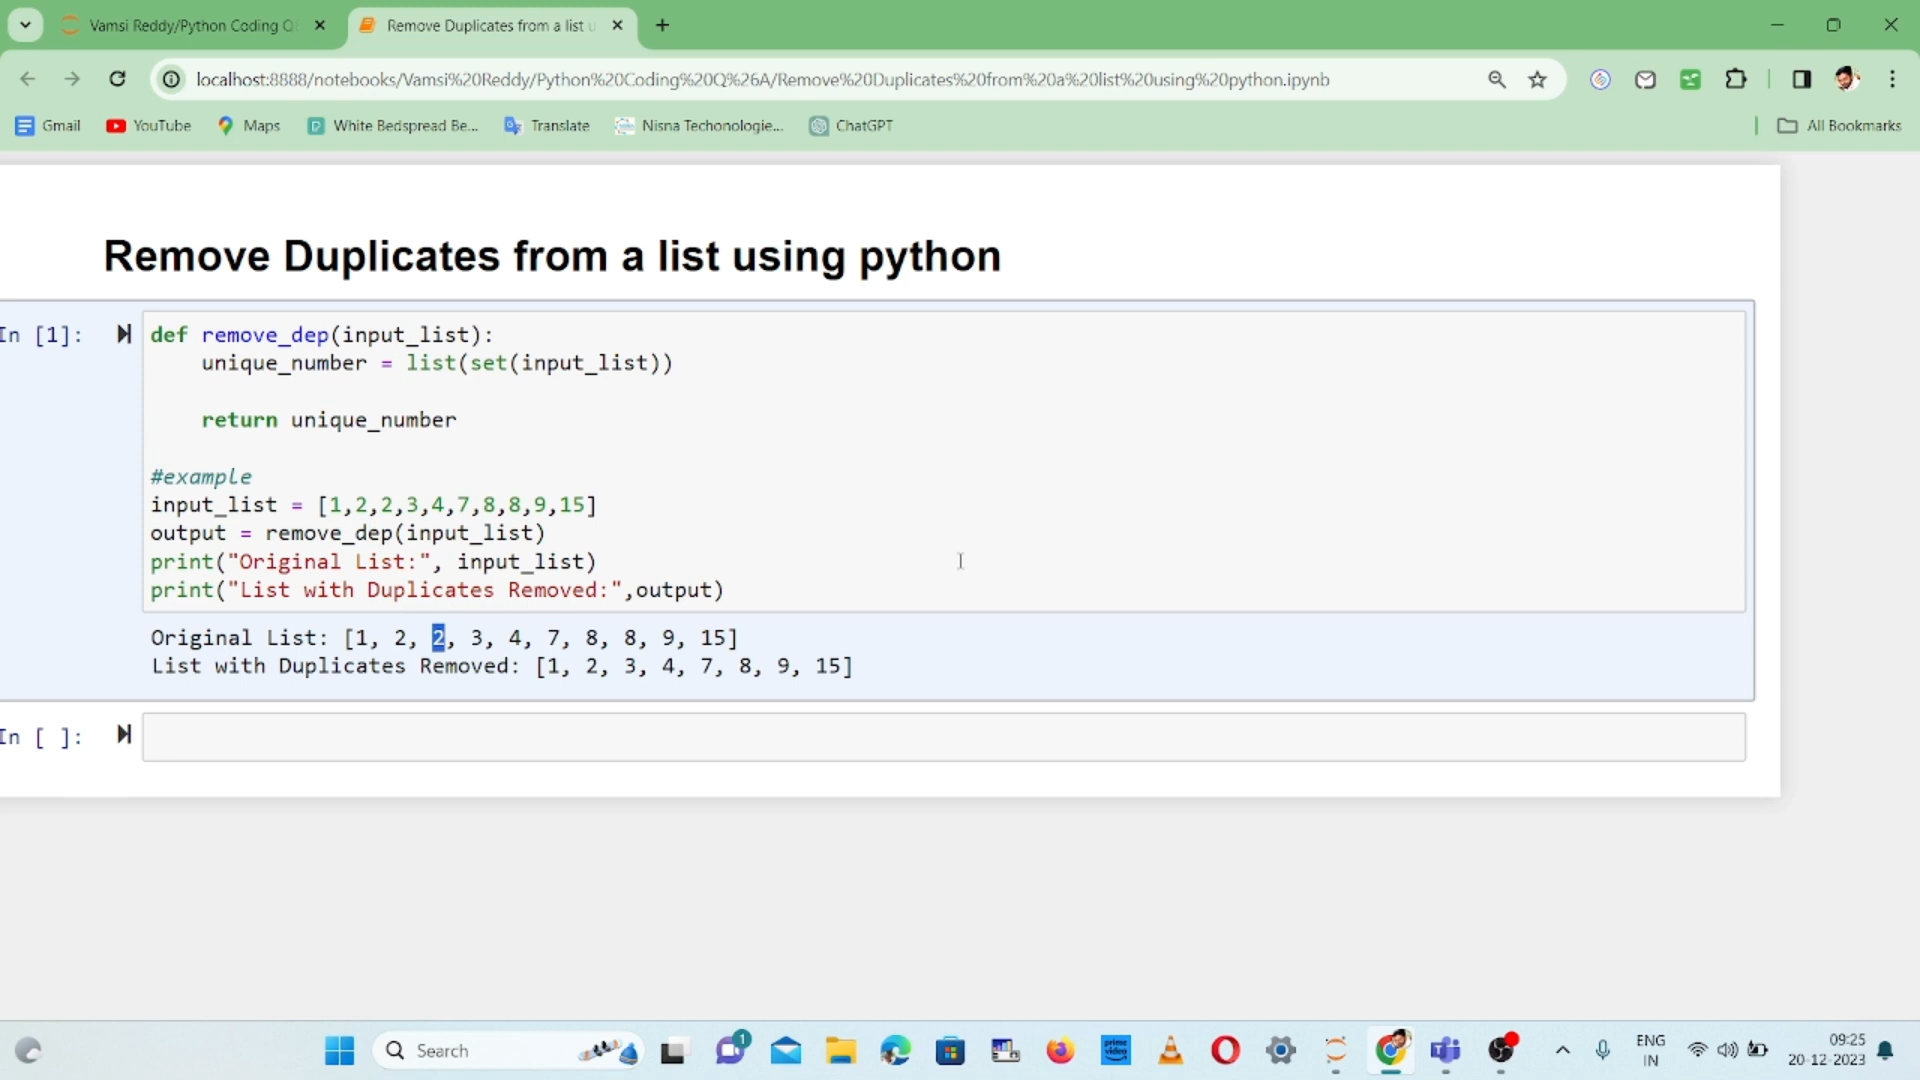 Vamsi Reddy/Python Coding Q
Remove Duplicates from a list u
localhost:8888/notebooks/Vamsi%20Reddy/Python%20Coding%20Q%26A/Remove%20Duplicates%20from%20a%20list%20using%20python.ipynb
Gmail YouTube Maps White Bedspread Be... Translate Nisna Techonologie... ChatGPT All Bookmarks
Remove Duplicates from a list using python
In [1]:
def remove_dep(input_list):
    unique_number = list(set(input_list))
    return unique_number
#example
input_list = [1,2,2,3,4,7,8,8,9,15]
output = remove_dep(input_list)
print("Original List:", input_list)
print("List with Duplicates Removed:",output)
Original List: [1, 2, 2, 3, 4, 7, 8, 8, 9, 15]
List with Duplicates Removed: [1, 2, 3, 4, 7, 8, 9, 15]
In [ ]:
Search
1
prime video
ENG
IN
09:25
20-12-2023